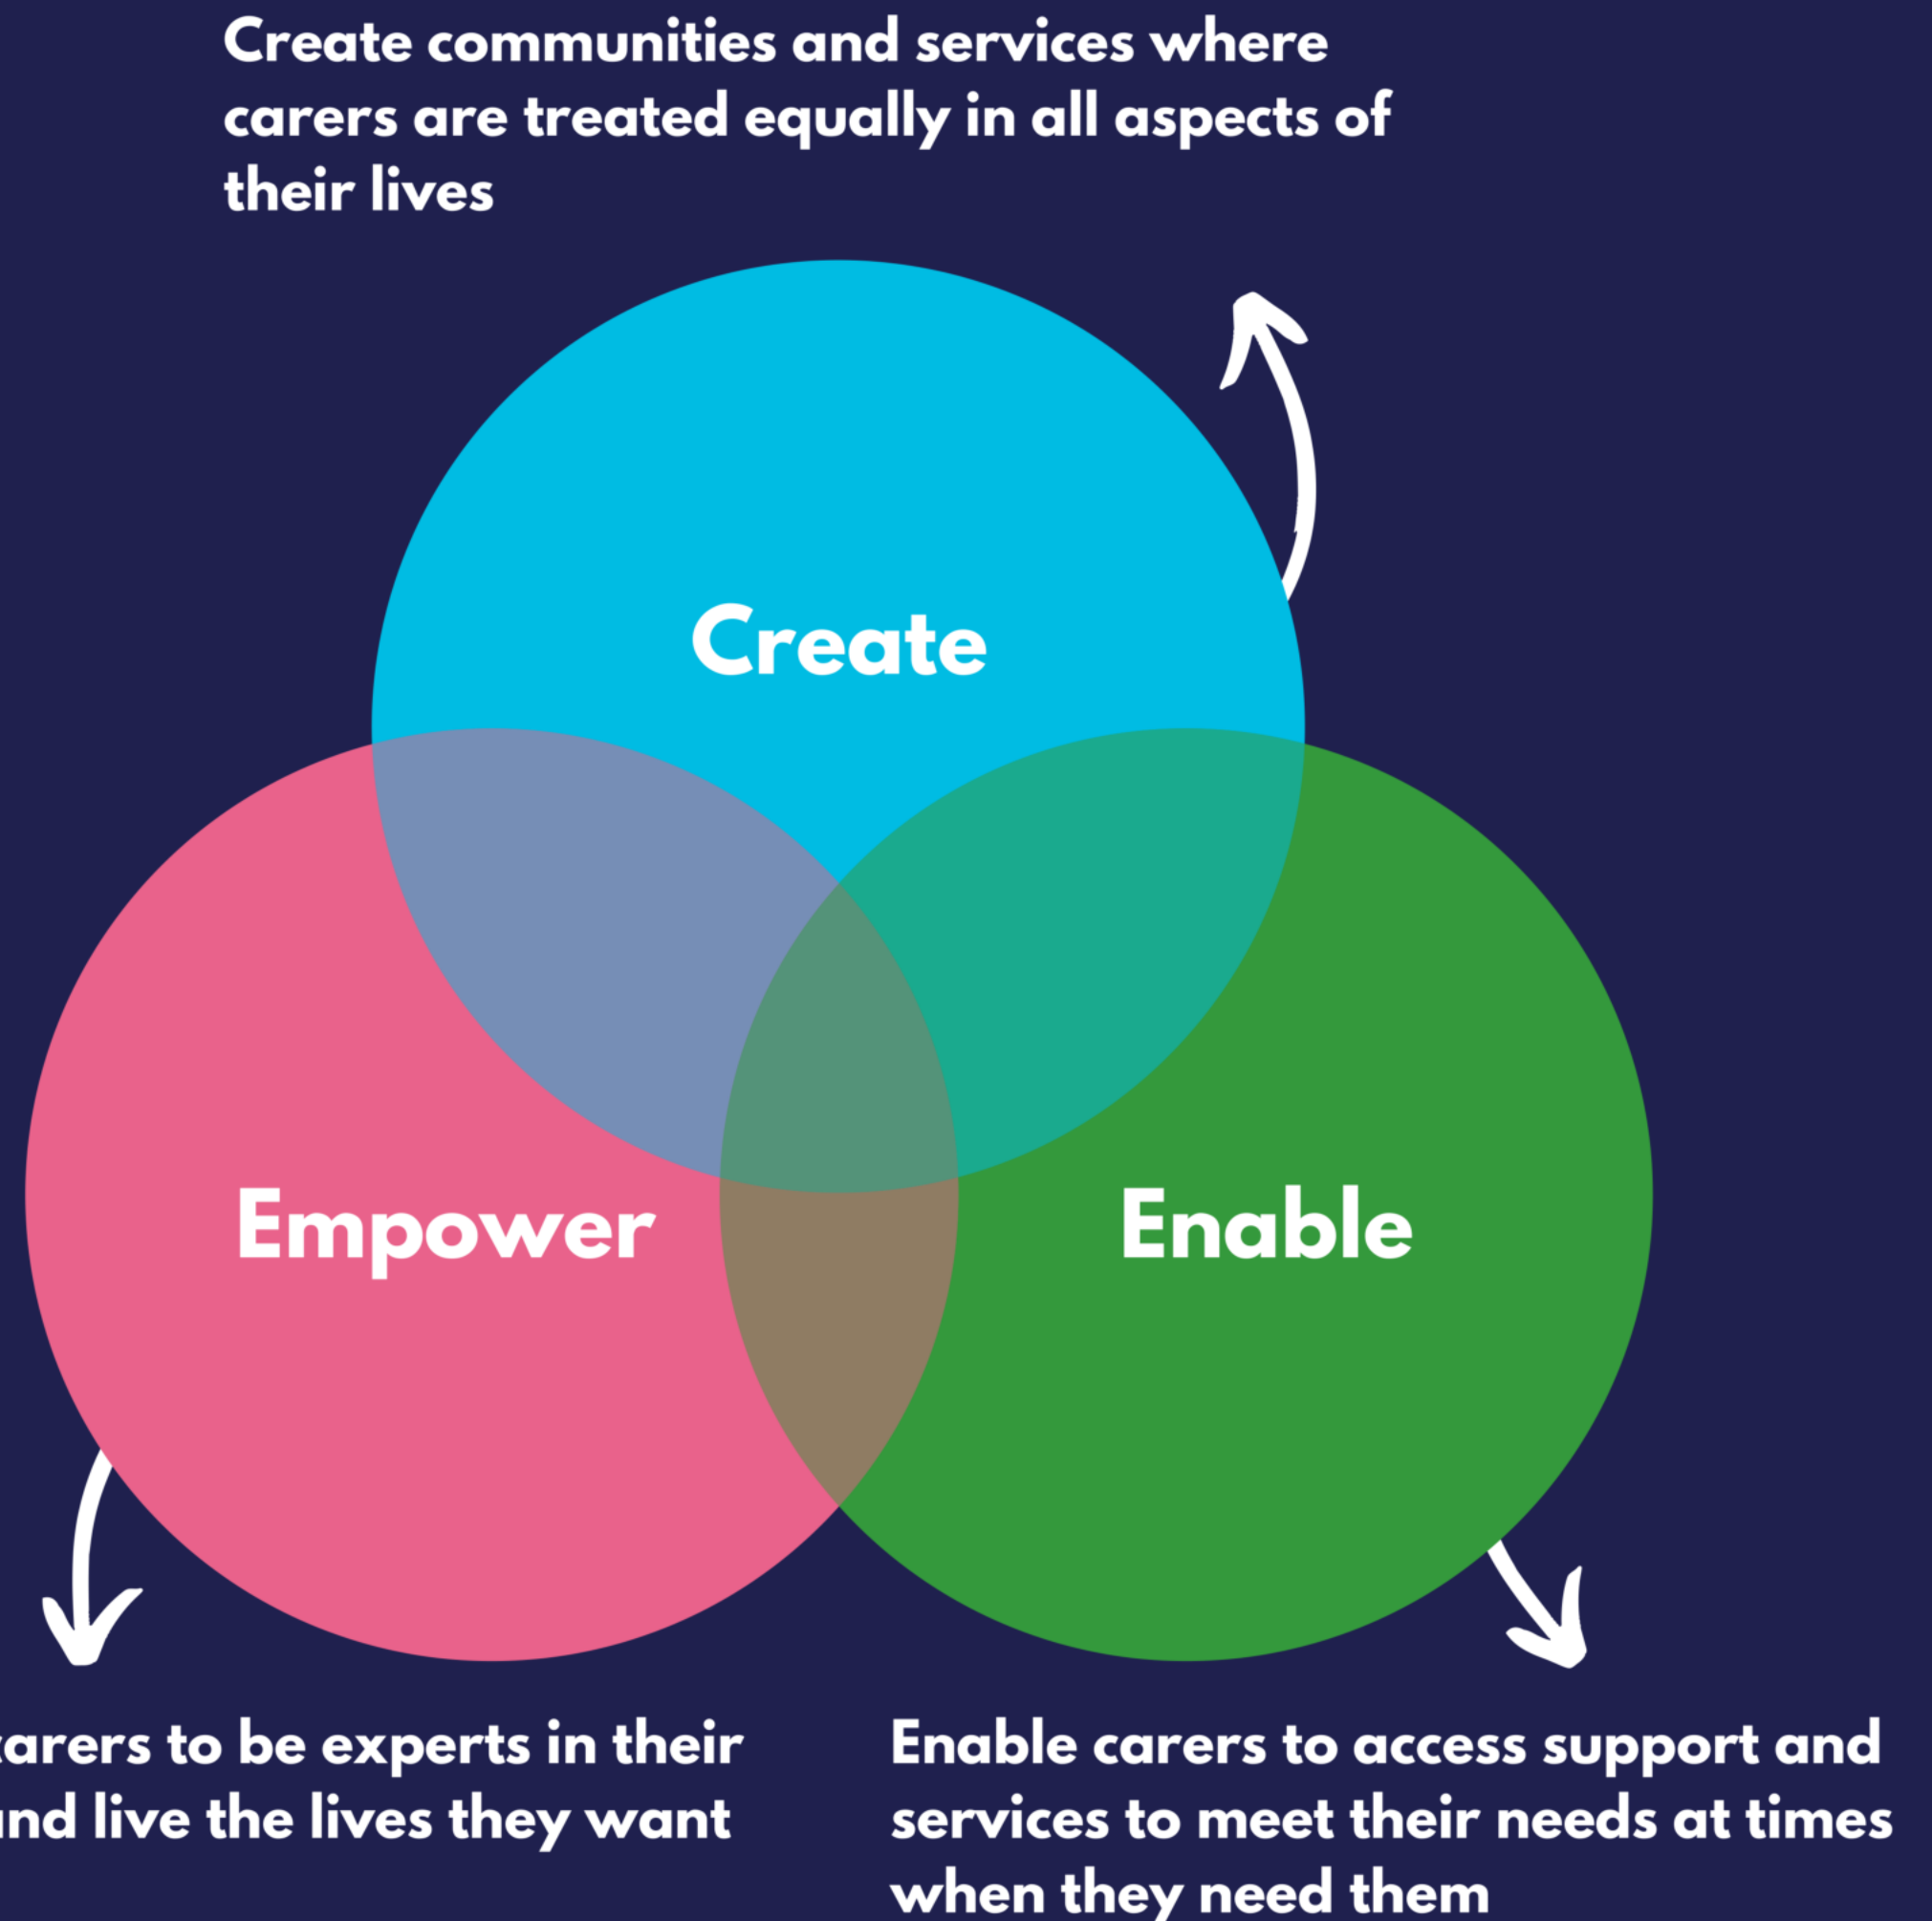 Create communities and services where
carers are treated equally in all aspects of
their lives
Create
Empower
Enable
carers to be experts in their
and live the lives they want
Enable carers to access support and
services to meet their needs at times
when they need them